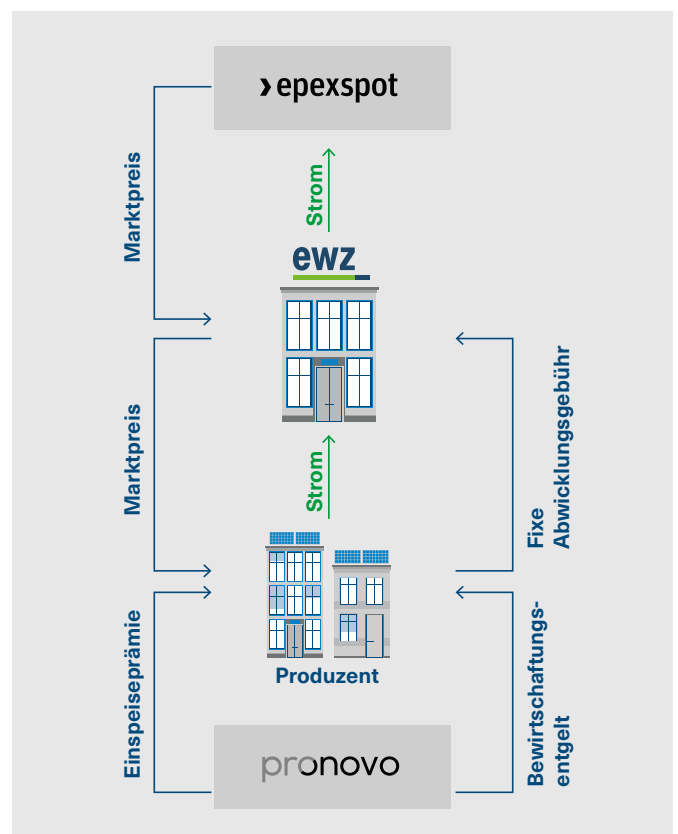 epexspot
Marktpreis
Strom
ewz
Marktpreis
Strom
Fixe
Abwicklungsgebühr
Produzent
Einspeiseprämie
Bewirtschaftungs-
entgelt
pronovo